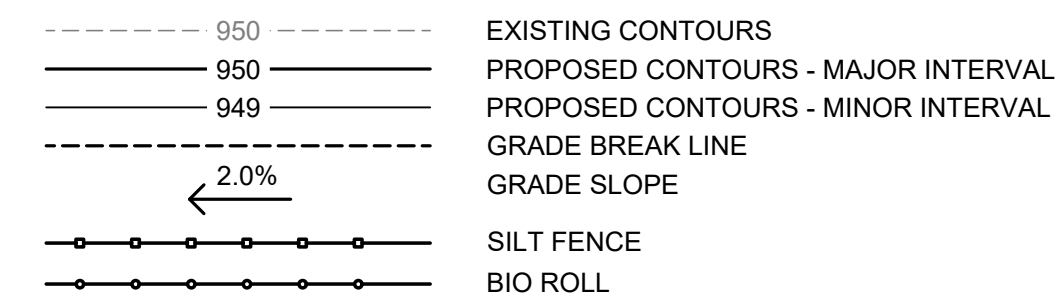 950 EXISTING CONTOURS
950 PROPOSED CONTOURS - MAJOR INTERVAL
949 PROPOSED CONTOURS - MINOR INTERVAL
GRADE BREAK LINE
2.0% GRADE SLOPE
SILT FENCE
BIO ROLL